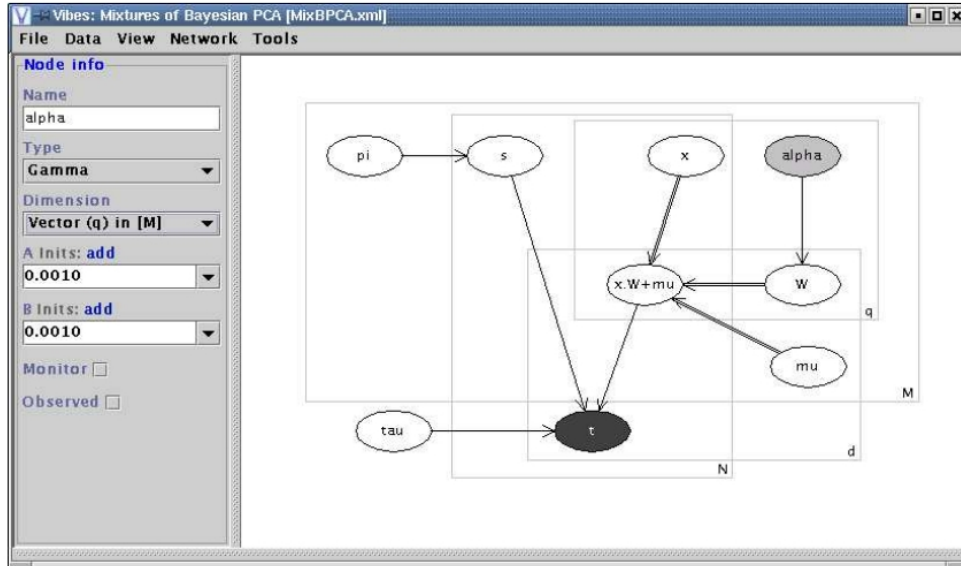 Vibes: Mixtures of Bayesian PCA [MixBPCA.xml]
File Data View Network Tools
Node info
Name
alpha
Type
Gamma
Dimension
Vector (q) in [M]
A Inits: add
0.0010
B Inits: add
0.0010
Monitor
Observed
pi
s
x
alpha
x.W+mu
W
q
mu
M
tau
t
d
N